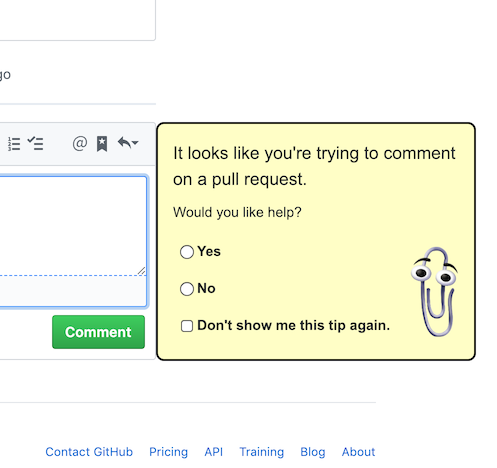 go
@
It looks like you're trying to comment
on a pull request.
Would you like help?
Yes
No
Don't show me this tip again.
Comment
Contact GitHub Pricing API Training Blog About